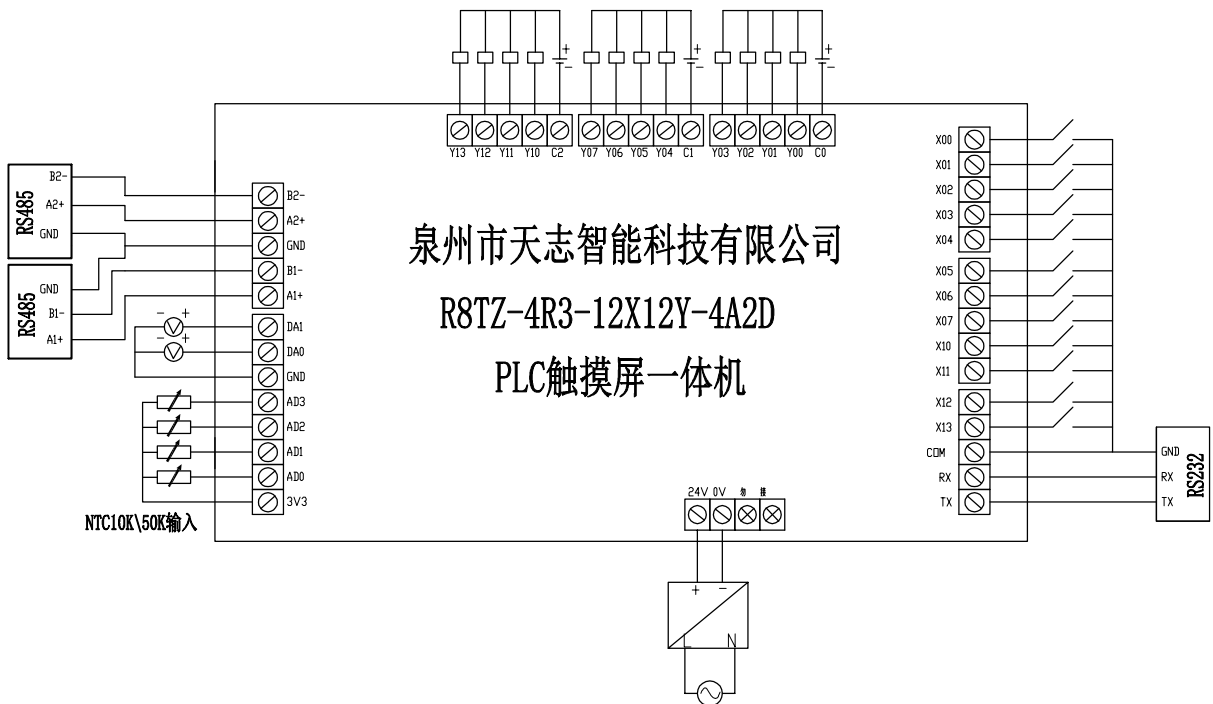 Y13 Y12 Y11 Y10 C2 Y07 Y06 Y05 Y04 C1 Y03 Y02 Y01 Y00 C0
+ - + - + -
RS485
B2-
A2+
GND
RS485
GND
B1-
A1+
B2-
A2+
GND
B1-
A1+
- + DA1
- + DA0
GND
AD3
AD2
AD1
AD0
3V3
NTC10K\50K输入
泉州市天志智能科技有限公司
R8TZ-4R3-12X12Y-4A2D
PLC触摸屏一体机
X00
X01
X02
X03
X04
X05
X06
X07
X10
X11
X12
X13
COM
RX
TX
GND
RX
TX
RS232
24V 0V 勿 接
+ -
L N